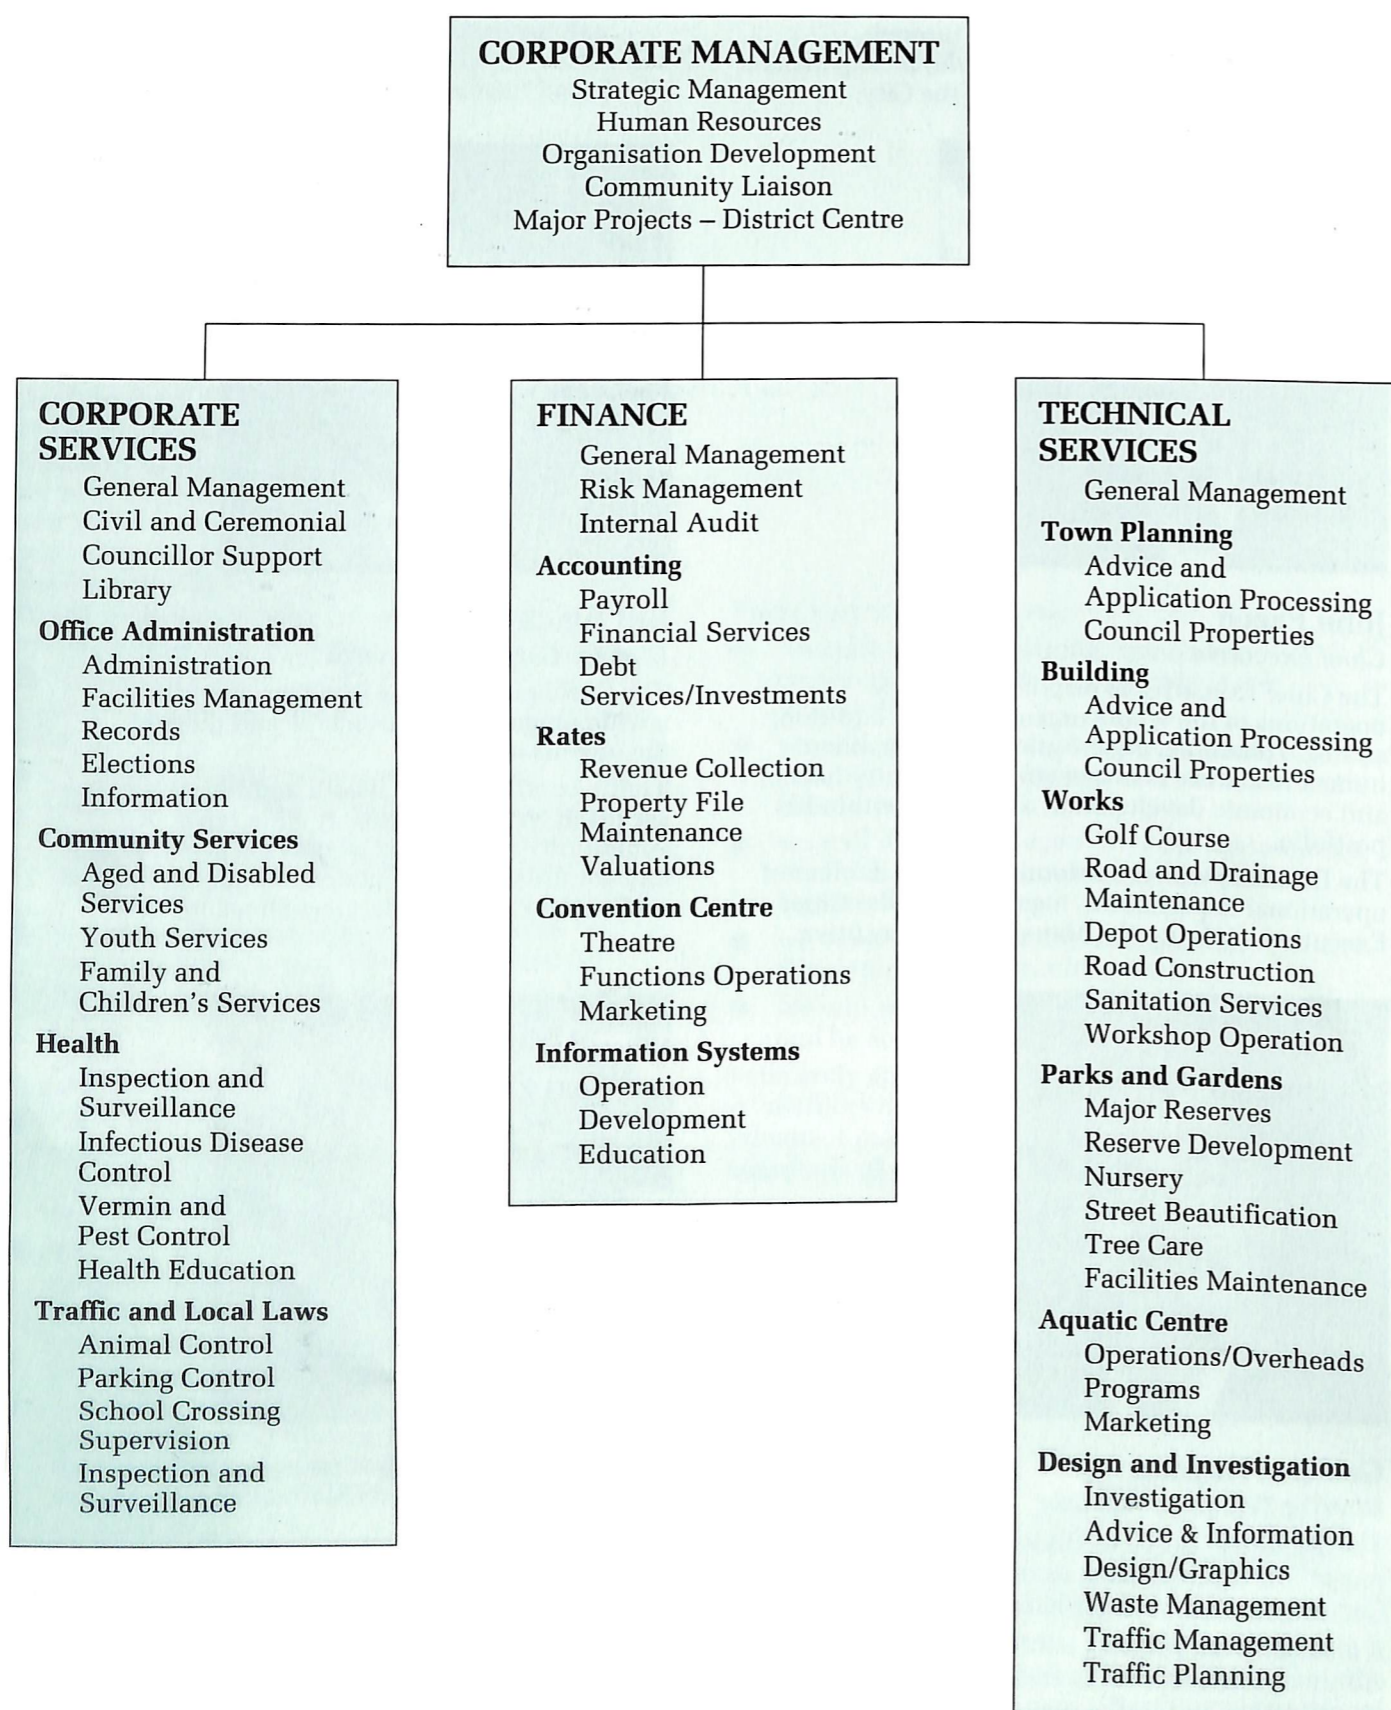 CORPORATE MANAGEMENT
Strategic Management
Human Resources
Organisation Development
Community Liaison
Major Projects – District Centre
CORPORATE
SERVICES
General Management
Civil and Ceremonial
Councillor Support
Library
Office Administration
Administration
Facilities Management
Records
Elections
Information
Community Services
Aged and Disabled
Services
Youth Services
Family and
Children's Services
Health
Inspection and
Surveillance
Infectious Disease
Control
Vermin and
Pest Control
Health Education
Traffic and Local Laws
Animal Control
Parking Control
School Crossing
Supervision
Inspection and
Surveillance
FINANCE
General Management
Risk Management
Internal Audit
Accounting
Payroll
Financial Services
Debt
Services/Investments
Rates
Revenue Collection
Property File
Maintenance
Valuations
Convention Centre
Theatre
Functions Operations
Marketing
Information Systems
Operation
Development
Education
TECHNICAL
SERVICES
General Management
Town Planning
Advice and
Application Processing
Council Properties
Building
Advice and
Application Processing
Council Properties
Works
Golf Course
Road and Drainage
Maintenance
Depot Operations
Road Construction
Sanitation Services
Workshop Operation
Parks and Gardens
Major Reserves
Reserve Development
Nursery
Street Beautification
Tree Care
Facilities Maintenance
Aquatic Centre
Operations/Overheads
Programs
Marketing
Design and Investigation
Investigation
Advice & Information
Design/Graphics
Waste Management
Traffic Management
Traffic Planning